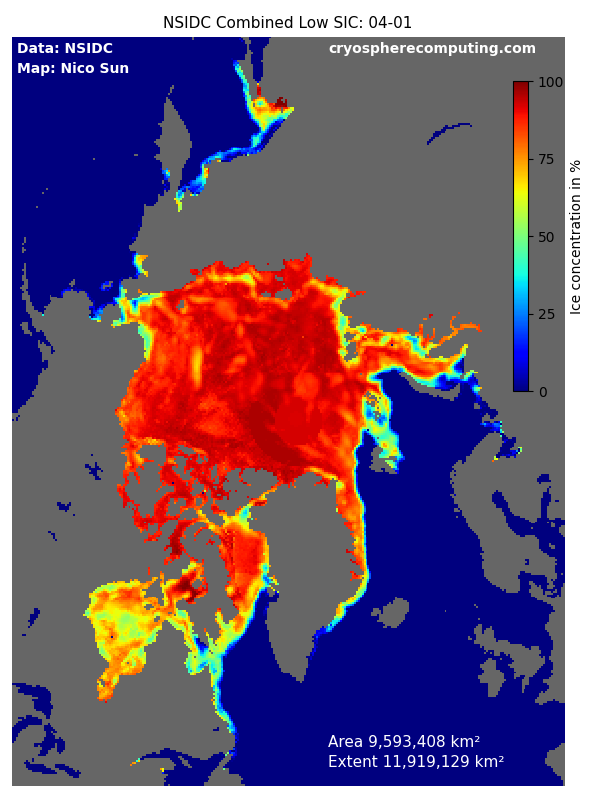 NSIDC Combined Low SIC: 04-01
Data: NSIDC
Map: Nico Sun
cryospherecomputing.com
100
75
50
25
0
Ice concentration in %
Area 9,593,408 km²
Extent 11,919,129 km²